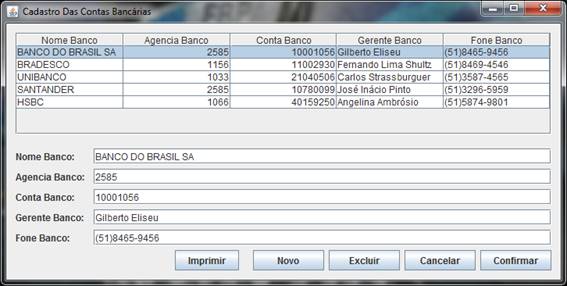 Cadastro Das Contas Bancárias
Nome Banco Agencia Banco Conta Banco Gerente Banco Fone Banco
BANCO DO BRASIL SA 2585 10001056 Gilberto Eliseu (51)8465-9456
BRADESCO 1156 11002930 Fernando Lima Shultz (51)8469-4546
UNIBANCO 1033 21040506 Carlos Strassburguer (51)3587-4565
SANTANDER 2585 10780099 José Inácio Pinto (51)3296-5959
HSBC 1066 40159250 Angelina Ambrósio (51)5874-9801
Nome Banco: BANCO DO BRASIL SA
Agencia Banco: 2585
Conta Banco: 10001056
Gerente Banco: Gilberto Eliseu
Fone Banco: (51)8465-9456
Imprimir Novo Excluir Cancelar Confirmar